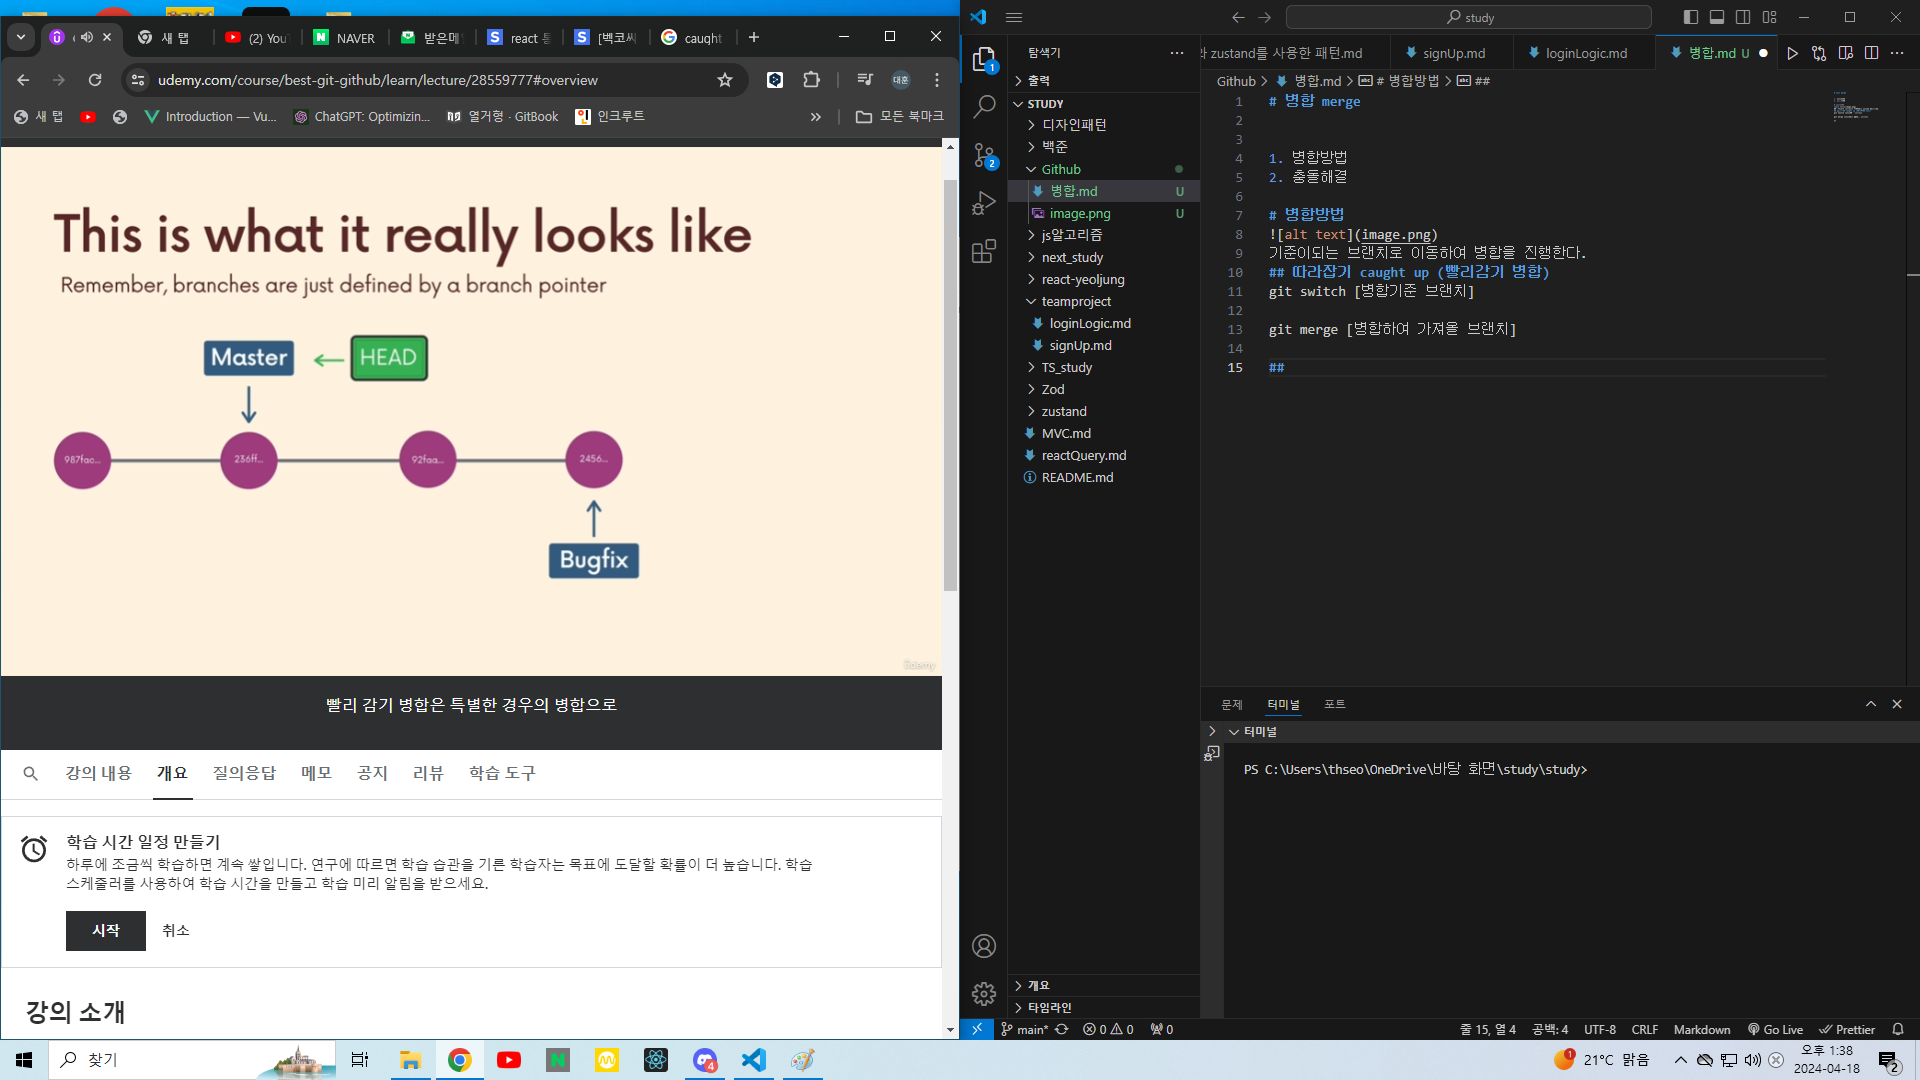 새 탭
(2) You
NAVER
받은메
react 톺
[벡코씨
caught
udemy.com/course/best-git-github/learn/lecture/28559777#overview
대훈
새 탭
Introduction — Vu...
ChatGPT: Optimizin...
열거형 · GitBook
인크루트
»
모든 북마크
This is what it really looks like
Remember, branches are just defined by a branch pointer
Master
HEAD
987fac...
236ff...
92faa...
2456...
Bugfix
ûdemy
빨리 감기 병합은 특별한 경우의 병합으로
강의 내용
개요
질의응답
메모
공지
리뷰
학습 도구
학습 시간 일정 만들기
하루에 조금씩 학습하면 계속 쌓입니다. 연구에 따르면 학습 습관을 기른 학습자는 목표에 도달할 확률이 더 높습니다. 학습
스케줄러를 사용하여 학습 시간을 만들고 학습 미리 알림을 받으세요.
시작
취소
강의 소개
study
탐색기
출력
STUDY
디자인패턴
백준
Github
병합.md U
image.png U
js알고리즘
next_study
react-yeoljung
teamproject
loginLogic.md
signUp.md
TS_study
Zod
zustand
MVC.md
reactQuery.md
README.md
개요
타임라인
zustand를 사용한 패턴.md
signUp.md
loginLogic.md
병합.md U
Github > 병합.md > # 병합방법 > ##
1 # 병합 merge
2
3
4 1. 병합방법
5 2. 충돌해결
6
7 # 병합방법
8 ![alt text](image.png)
9 기준이되는 브랜치로 이동하여 병합을 진행한다.
10 ## 따라잡기 caught up (빨리감기 병합)
11 git switch [병합기준 브랜치]
12
13 git merge [병합하여 가져올 브랜치]
14
15 ##
문제
터미널
포트
터미널
PS C:\Users\thseo\OneDrive\바탕 화면\study\study>
main*
0 0
0
줄 15, 열 4
공백: 4
UTF-8
CRLF
Markdown
Go Live
Prettier
찾기
21°C 맑음
오후 1:38
2024-04-18